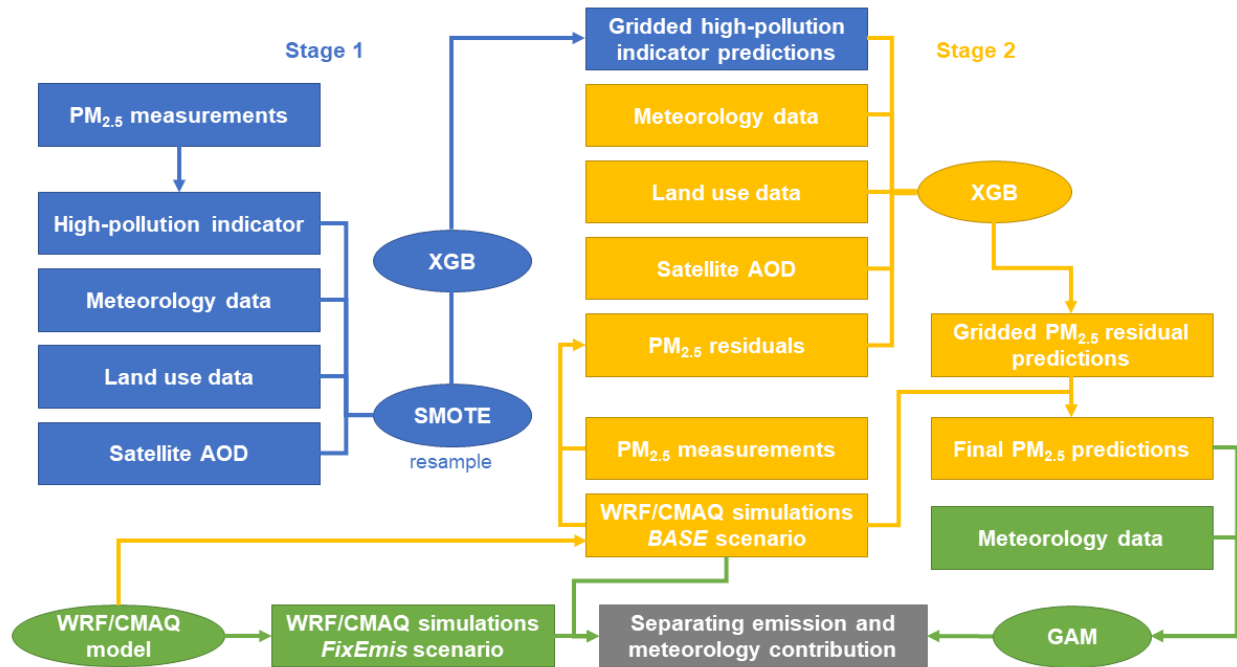 Stage 1
PM2.5 measurements
High-pollution indicator
Meteorology data
Land use data
Satellite AOD
XGB
SMOTE
resample
Gridded high-pollution
indicator predictions
Stage 2
Meteorology data
Land use data
Satellite AOD
PM2.5 residuals
XGB
Gridded PM2.5 residual
predictions
PM2.5 measurements
Final PM2.5 predictions
WRF/CMAQ simulations
BASE scenario
Meteorology data
WRF/CMAQ
model
WRF/CMAQ simulations
FixEmis scenario
Separating emission and
meteorology contribution
GAM